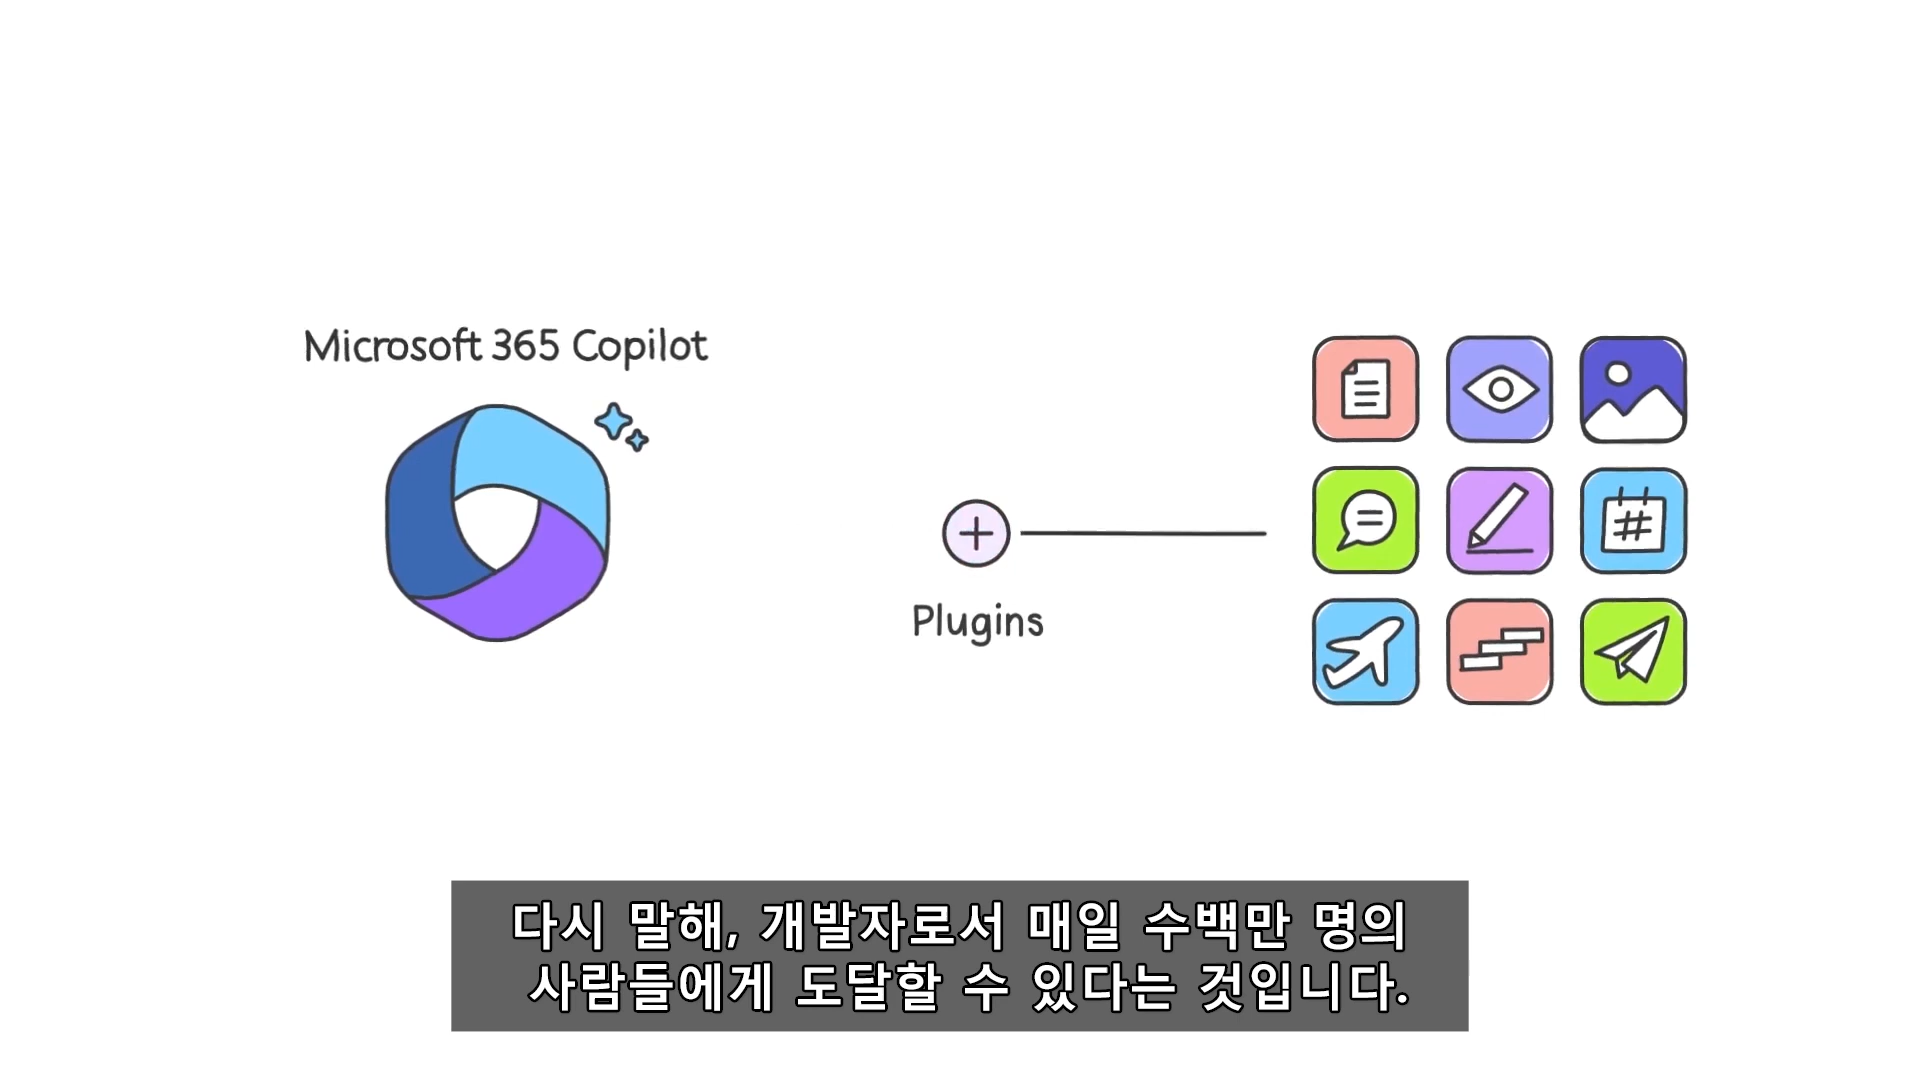 Microsoft 365 Copilot
Plugins
다시 말해, 개발자로서 매일 수백만 명의
사람들에게 도달할 수 있다는 것입니다.